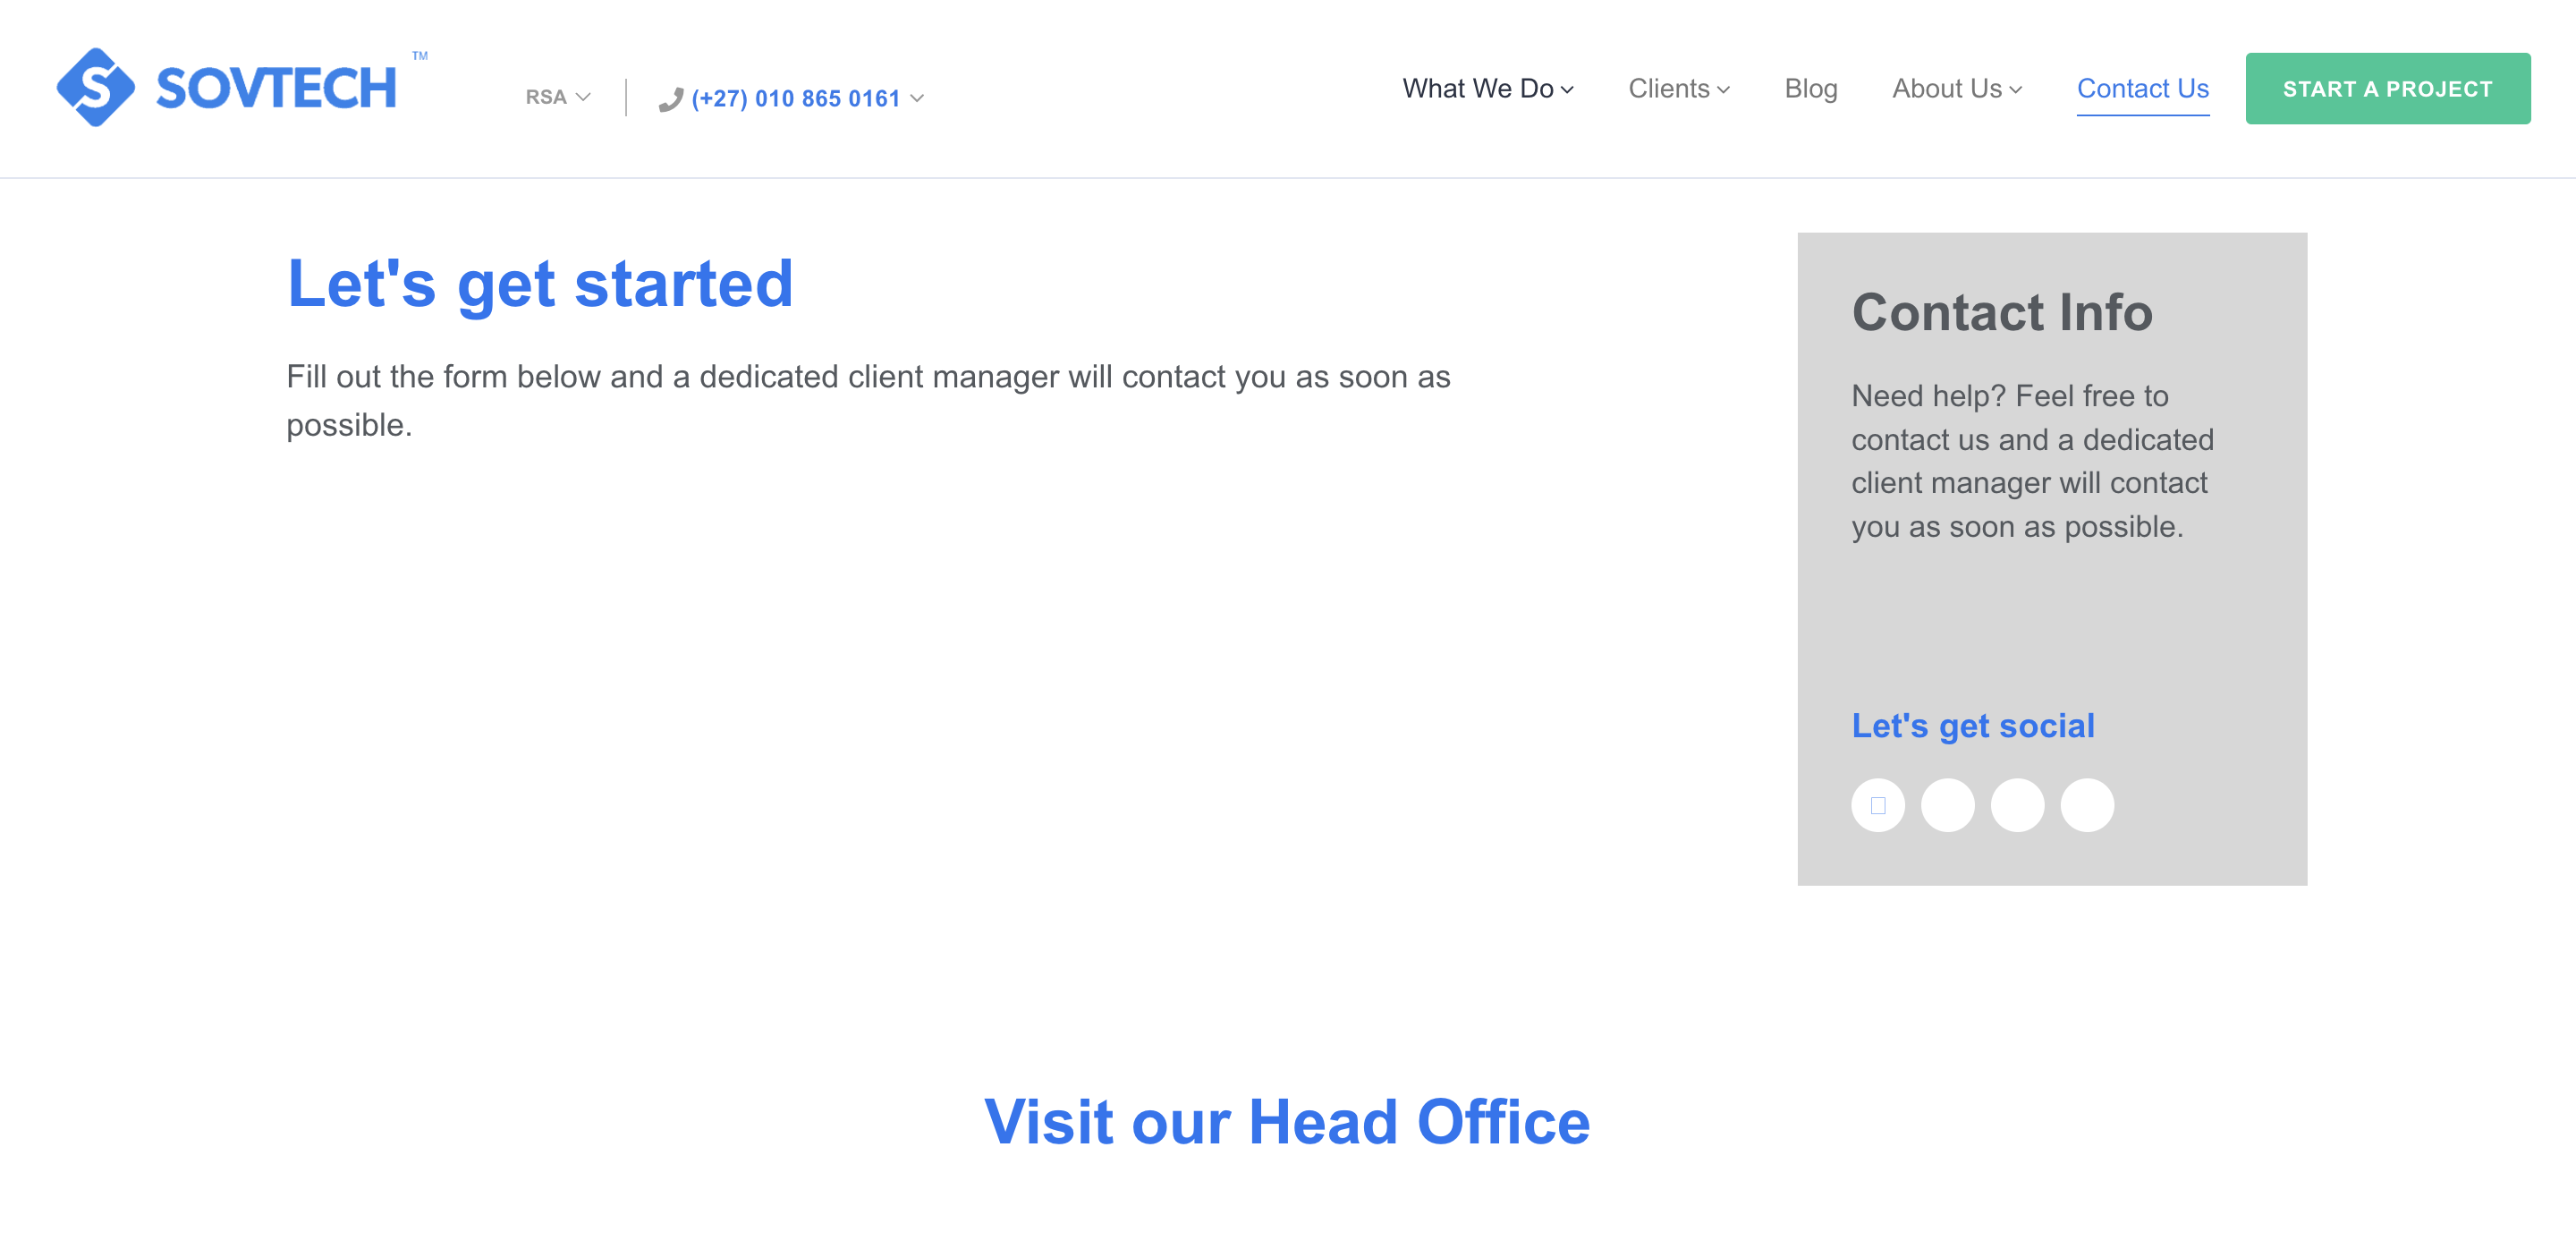 SOVTECH ™
RSA
(+27) 010 865 0161
What We Do
Clients
Blog
About Us
Contact Us
START A PROJECT
Let's get started
Fill out the form below and a dedicated client manager will contact you as soon as
possible.
Contact Info
Need help? Feel free to
contact us and a dedicated
client manager will contact
you as soon as possible.
Let's get social
Visit our Head Office